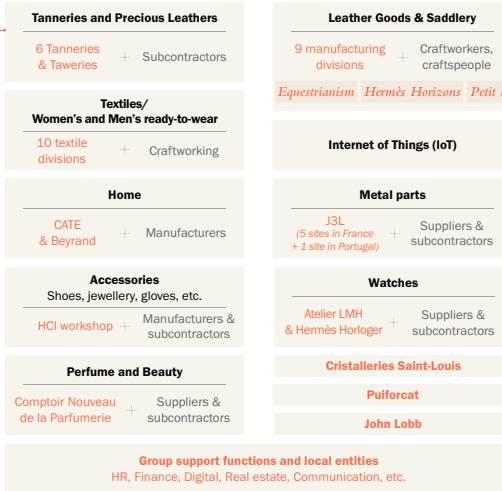 Tanneries and Precious Leathers
6 Tanneries
& Taweries
+
Subcontractors
Textiles/
Women's and Men's ready-to-wear
10 textile
divisions
+
Craftworking
Home
CATE
& Beyrand
+
Manufacturers
Accessories
Shoes, jewellery, gloves, etc.
HCI workshop
+
Manufacturers &
subcontractors
Perfume and Beauty
Comptoir Nouveau
de la Parfumerie
+
Suppliers &
subcontractors
Leather Goods & Saddlery
9 manufacturing
divisions
+
Craftworkers,
craftspeople
Equestrianism Hermès Horizons Petit
Internet of Things (IoT)
Metal parts
J3L
(5 sites in France
+ 1 site in Portugal)
+
Suppliers &
subcontractors
Watches
Atelier LMH
& Hermès Horloger
+
Suppliers &
subcontractors
Cristalleries Saint-Louis
Puiforcat
John Lobb
Group support functions and local entities
HR, Finance, Digital, Real estate, Communication, etc.